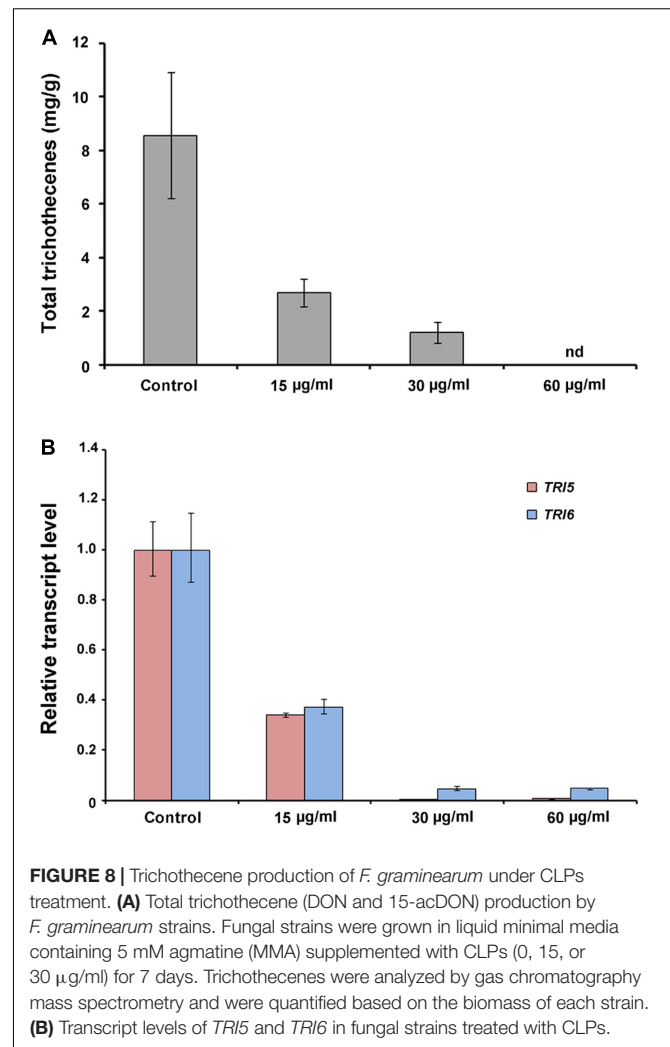 A
12
10
8
6
4
2
0
Total trichothecenes (mg/g)
nd
Control 15 µg/ml 30 µg/ml 60 µg/ml
B
1.4
1.2
1.0
0.8
0.6
0.4
0.2
0
Relative transcript level
TRI5
TRI6
Control 15 µg/ml 30 µg/ml 60 µg/ml
FIGURE 8 | Trichothecene production of F. graminearum under CLPs
treatment. (A) Total trichothecene (DON and 15-acDON) production by
F. graminearum strains. Fungal strains were grown in liquid minimal media
containing 5 mM agmatine (MMA) supplemented with CLPs (0, 15, or
30 µg/ml) for 7 days. Trichothecenes were analyzed by gas chromatography
mass spectrometry and were quantified based on the biomass of each strain.
(B) Transcript levels of TRI5 and TRI6 in fungal strains treated with CLPs.